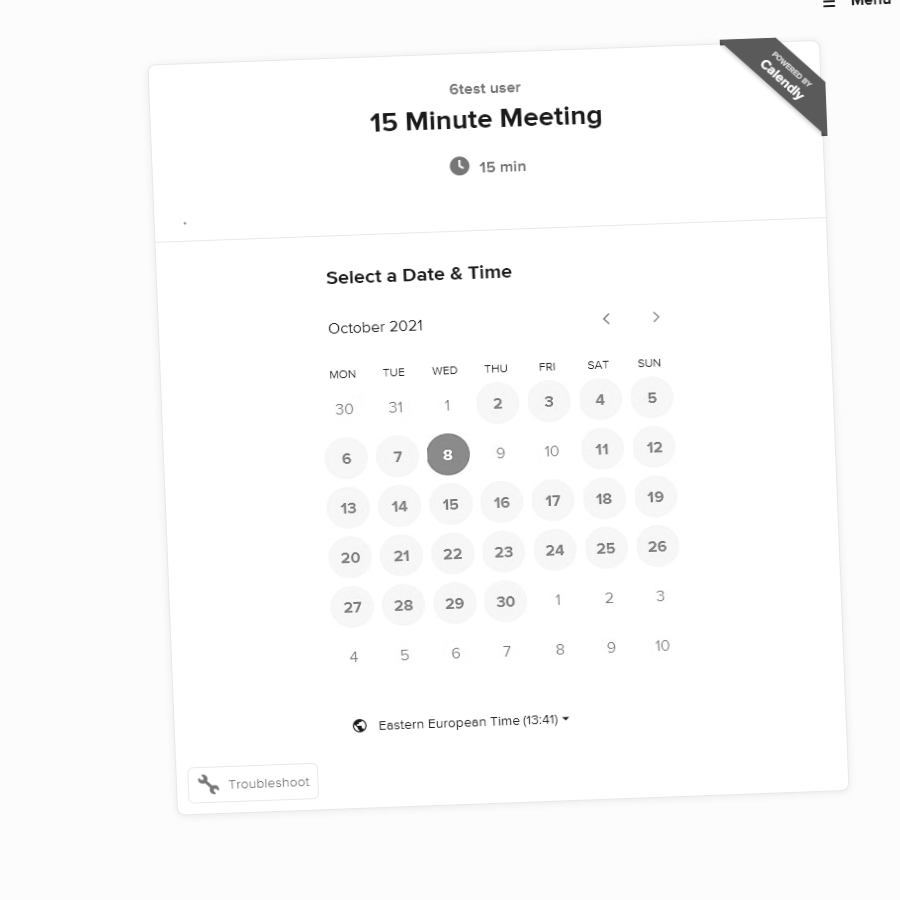 Menu
POWERED BY
Calendly
6test user
15 Minute Meeting
15 min
Select a Date & Time
October 2021
MON TUE WED THU FRI SAT SUN
30 31 1 2 3 4 5
6 7 8 9 10 11 12
13 14 15 16 17 18 19
20 21 22 23 24 25 26
27 28 29 30 1 2 3
4 5 6 7 8 9 10
Eastern European Time (13:41)
Troubleshoot